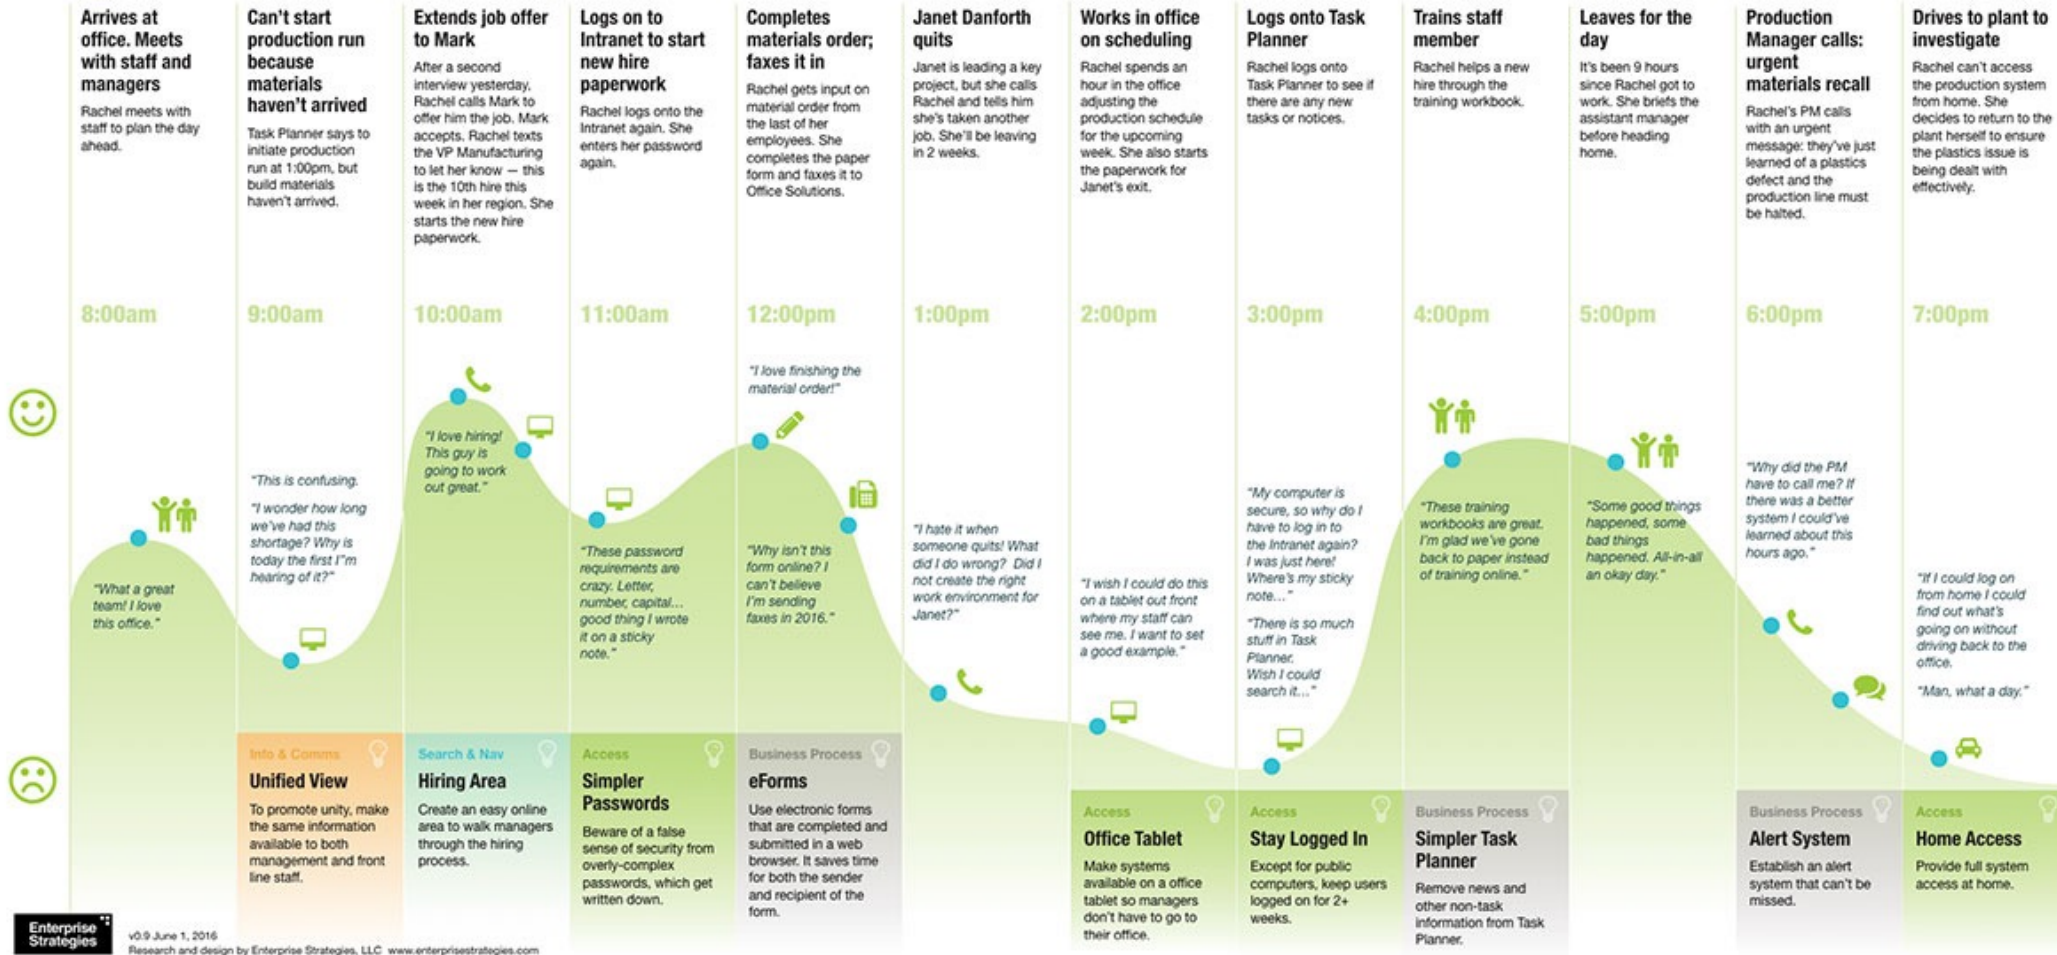 Arrives at
office. Meets
with staff and
managers
Rachel meets with
staff to plan the day
ahead.
Can't start
production run
because
materials
haven't arrived
Task Planner says to
initiate production
run at 1:00pm, but
build materials
haven't arrived.
Extends job offer
to Mark
After a second
interview yesterday,
Rachel calls Mark to
offer him the job. Mark
accepts. Rachel texts
the VP Manufacturing
to let her know — this
is the 10th hire this
week in her region. She
starts the new hire
paperwork.
Logs on to
Intranet to start
new hire
paperwork
Rachel logs onto the
Intranet again. She
enters her password
again.
Completes
materials order;
faxes it in
Rachel gets input on
material order from
the last of her
employees. She
completes the paper
form and faxes it to
Office Solutions.
Janet Danforth
quits
Janet is leading a key
project, but she calls
Rachel and tells him
she's taken another
job. She'll be leaving
in 2 weeks.
Works in office
on scheduling
Rachel spends an
hour in the office
adjusting the
production schedule
for the upcoming
week. She also starts
the paperwork for
Janet's exit.
Logs onto Task
Planner
Rachel logs onto
Task Planner to see if
there are any new
tasks or notices.
Trains staff
member
Rachel helps a new
hire through the
training workbook.
Leaves for the
day
It's been 9 hours
since Rachel got to
work. She briefs the
assistant manager
before heading
home.
Production
Manager calls:
urgent
materials recall
Rachel's PM calls
with an urgent
message: they've just
learned of a plastics
defect and the
production line must
be halted.
Drives to plant to
investigate
Rachel can't access
the production system
from home. She
decides to return to the
plant herself to ensure
the plastics issue is
being dealt with
effectively.
8:00am
9:00am
10:00am
11:00am
12:00pm
1:00pm
2:00pm
3:00pm
4:00pm
5:00pm
6:00pm
7:00pm
"What a great
team! I love
this office."
"This is confusing.
"I wonder how long
we've had this
shortage? Why is
today the first I"m
hearing of it?"
"I love hiring!
This guy is
going to work
out great."
"These password
requirements are
crazy. Letter,
number, capital...
good thing I wrote
it on a sticky
note."
"I love finishing the
material order!"
"Why isn't this
form online? I
can't believe
I'm sending
faxes in 2016."
"I hate it when
someone quits! What
did I do wrong? Did I
not create the right
work environment for
Janet?"
"I wish I could do this
on a tablet out front
where my staff can
see me. I want to set
a good example."
"My computer is
secure, so why do I
have to log in to
the Intranet again?
I was just here!
Where's my sticky
note..."
"There is so much
stuff in Task
Planner.
Wish I could
search it..."
"These training
workbooks are great.
I'm glad we've gone
back to paper instead
of training online."
"Some good things
happened, some
bad things
happened. All-in-all
an okay day."
"Why did the PM
have to call me? If
there was a better
system I could've
learned about this
hours ago."
"If I could log on
from home I could
find out what's
going on without
driving back to the
office.
"Man, what a day."
Info & Comms
Unified View
To promote unity, make
the same information
available to both
management and front
line staff.
Search & Nav
Hiring Area
Create an easy online
area to walk managers
through the hiring
process.
Access
Simpler
Passwords
Beware of a false
sense of security from
overly-complex
passwords, which get
written down.
Business Process
eForms
Use electronic forms
that are completed and
submitted in a web
browser. It saves time
for both the sender
and recipient of the
form.
Access
Office Tablet
Make systems
available on a office
tablet so managers
don't have to go to
their office.
Access
Stay Logged In
Except for public
computers, keep users
logged on for 2+
weeks.
Business Process
Simpler Task
Planner
Remove news and
other non-task
information from Task
Planner.
Business Process
Alert System
Establish an alert
system that can't be
missed.
Access
Home Access
Provide full system
access at home.
Enterprise
Strategies
v0.9 June 1, 2016
Research and design by Enterprise Strategies, LLC www.enterprisestrategies.com